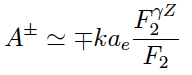 A^± ≃ ∓ka_e F_2^{γZ} / F_2